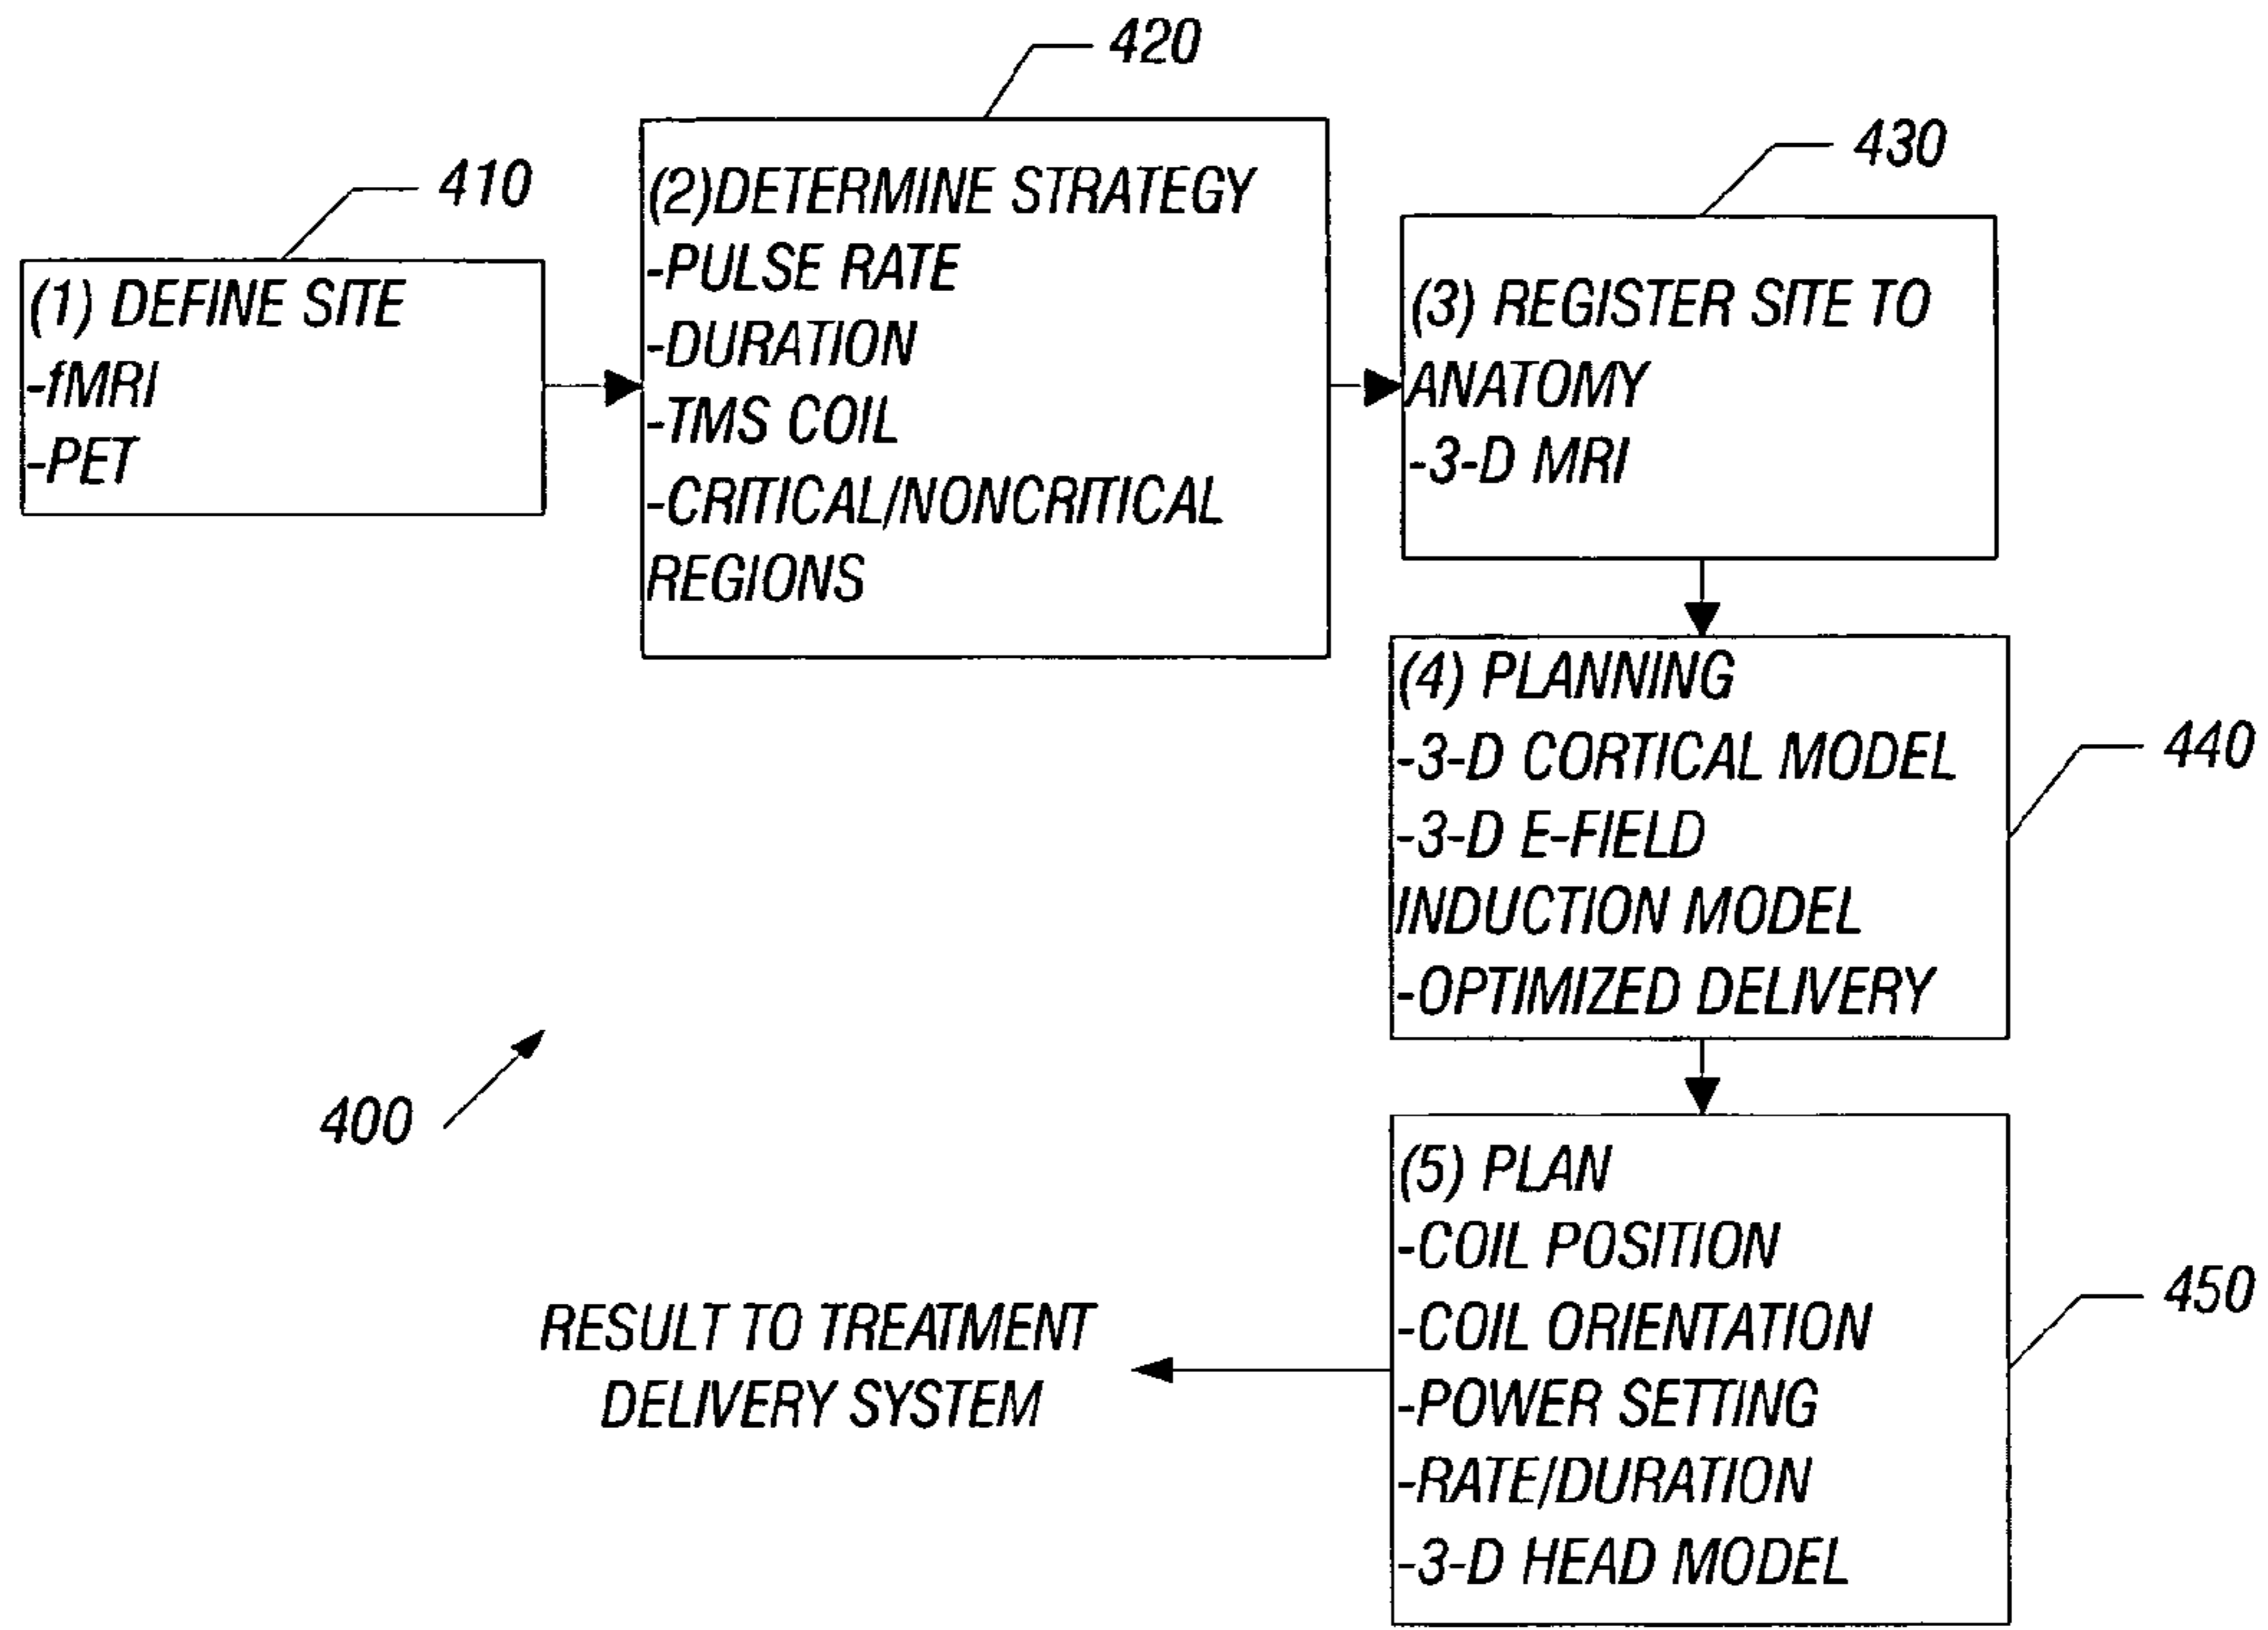 420
430
410
(1) DEFINE SITE
-fMRI
-PET
(2)DETERMINE STRATEGY
-PULSE RATE
-DURATION
-TMS COIL
-CRITICAL/NONCRITICAL
REGIONS
(3) REGISTER SITE TO
ANATOMY
-3-D MRI
(4) PLANNING
-3-D CORTICAL MODEL
-3-D E-FIELD
INDUCTION MODEL
-OPTIMIZED DELIVERY
440
400
(5) PLAN
-COIL POSITION
-COIL ORIENTATION
-POWER SETTING
-RATE/DURATION
-3-D HEAD MODEL
450
RESULT TO TREATMENT
DELIVERY SYSTEM